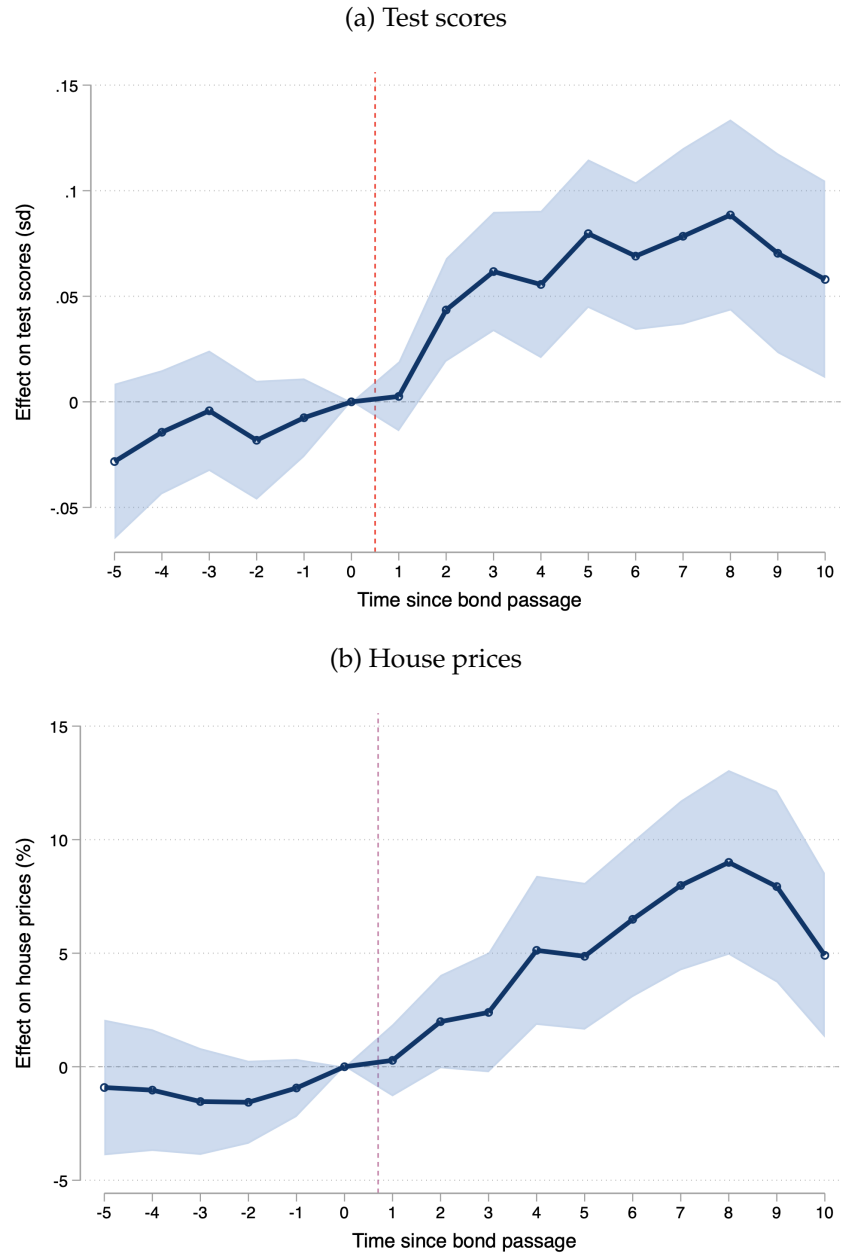 (a) Test scores
Effect on test scores (sd)
.15
.1
.05
0
-.05
-5 -4 -3 -2 -1 0 1 2 3 4 5 6 7 8 9 10
Time since bond passage
(b) House prices
Effect on house prices (%)
15
10
5
0
-5
-5 -4 -3 -2 -1 0 1 2 3 4 5 6 7 8 9 10
Time since bond passage